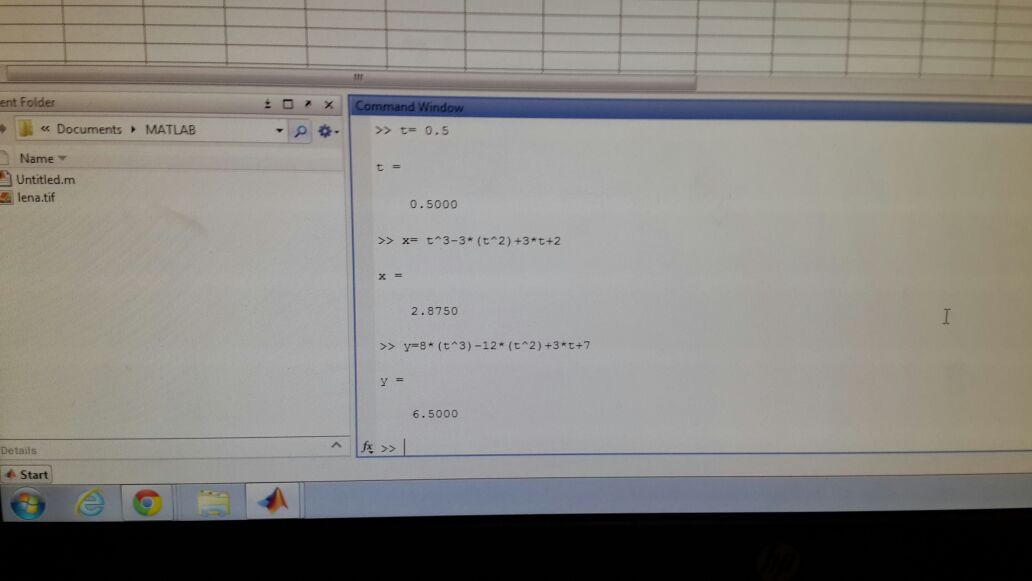 ent Folder
Command Window
« Documents MATLAB
Name
Untitled.m
lena.tif
>> t= 0.5
t =
0.5000
>> x= t^3-3*(t^2)+3*t+2
x =
2.8750
>> y=8*(t^3)-12*(t^2)+3*t+7
y =
6.5000
fx >>
Details
Start
hp